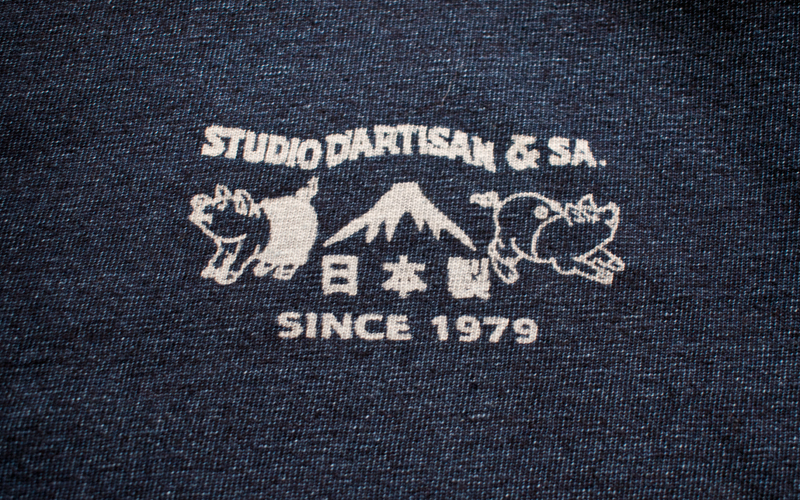 STUDIO D'ARTISAN & SA.
日本製
SINCE 1979